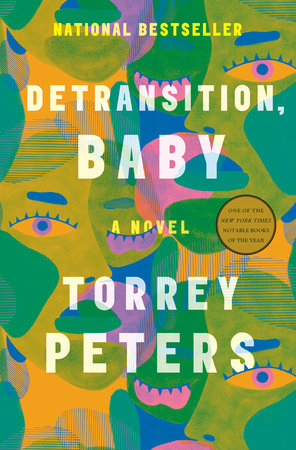 NATIONAL BESTSELLER
DETRANSITION,
BABY
A NOVEL
ONE OF THE
NEW YORK TIMES
NOTABLE BOOKS
OF THE YEAR
TORREY
PETERS